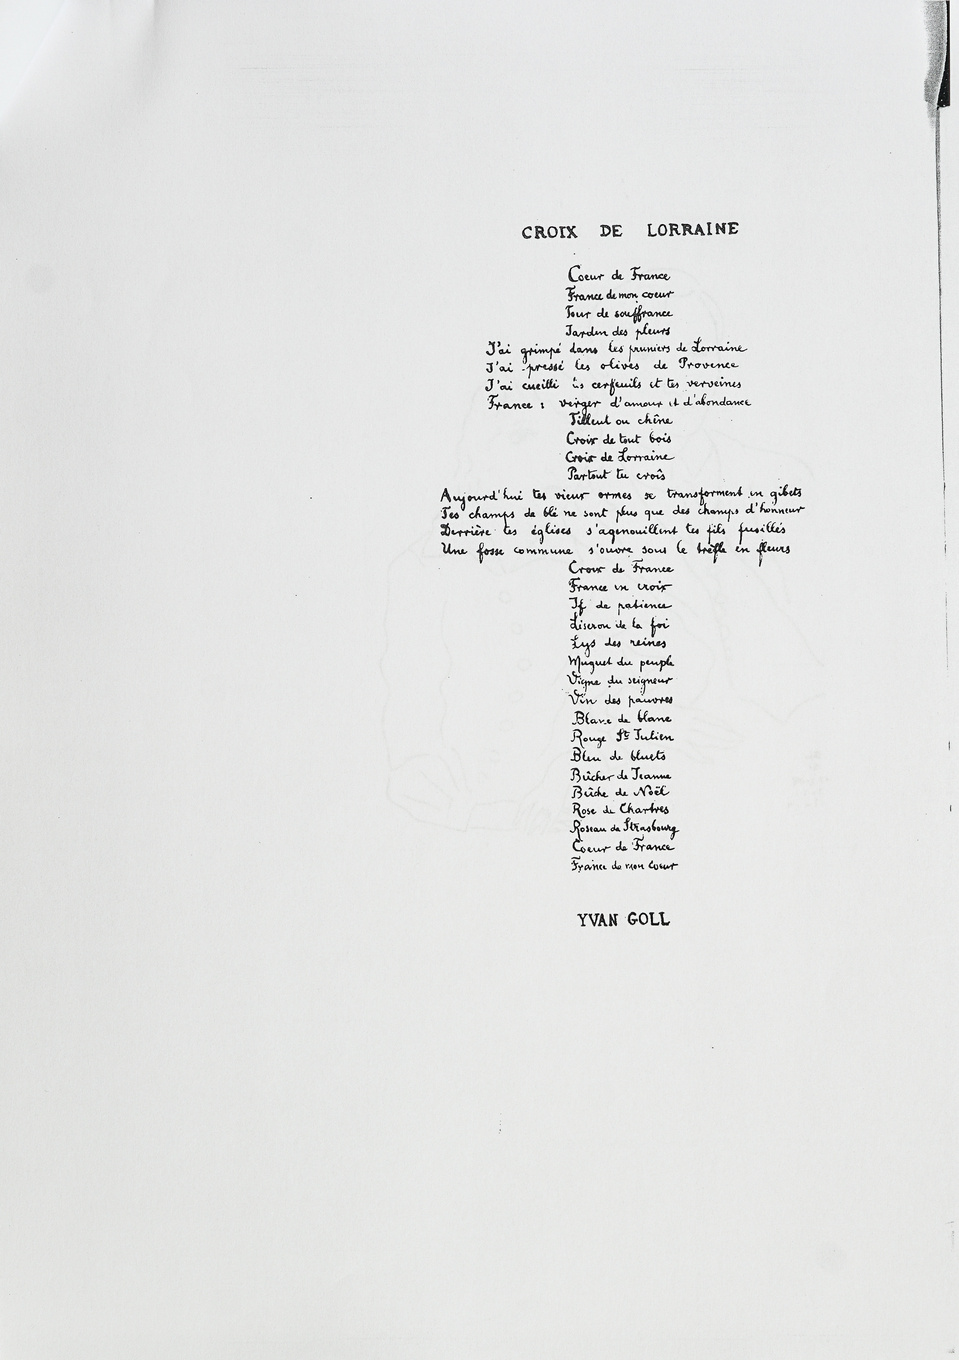 CROIX DE LORRAINE
Coeur de France
France de mon coeur
Tour de souffrance
Jardin des pleurs
J'ai grimpé dans les pruniers de Lorraine
J'ai pressé les olives de Provence
J'ai cueilli tes cerfeuils et tes verveines
France : verger d'amour et d'abondance
Tilleul ou chêne
Croix de tout bois
Croix de Lorraine
Partout tu croîs
Aujourd'hui tes vieux ormes se transforment en gibets
Tes champs de blé ne sont plus que des champs d'honneur
Derrière tes églises s'agenouillent tes fils fusillés
Une fosse commune s'ouvre sous le trèfle en fleurs
Croix de France
France en croix
If de patience
Liseron de la foi
Lys des reines
Muguet du peuple
Vigne du seigneur
Vin des pauvres
Blanc de blanc
Rouge St Julien
Bleu de bluets
Bûcher de Jeanne
Bûche de Noël
Rose de Chartres
Roseau de Strasbourg
Coeur de France
France de mon coeur
YVAN GOLL